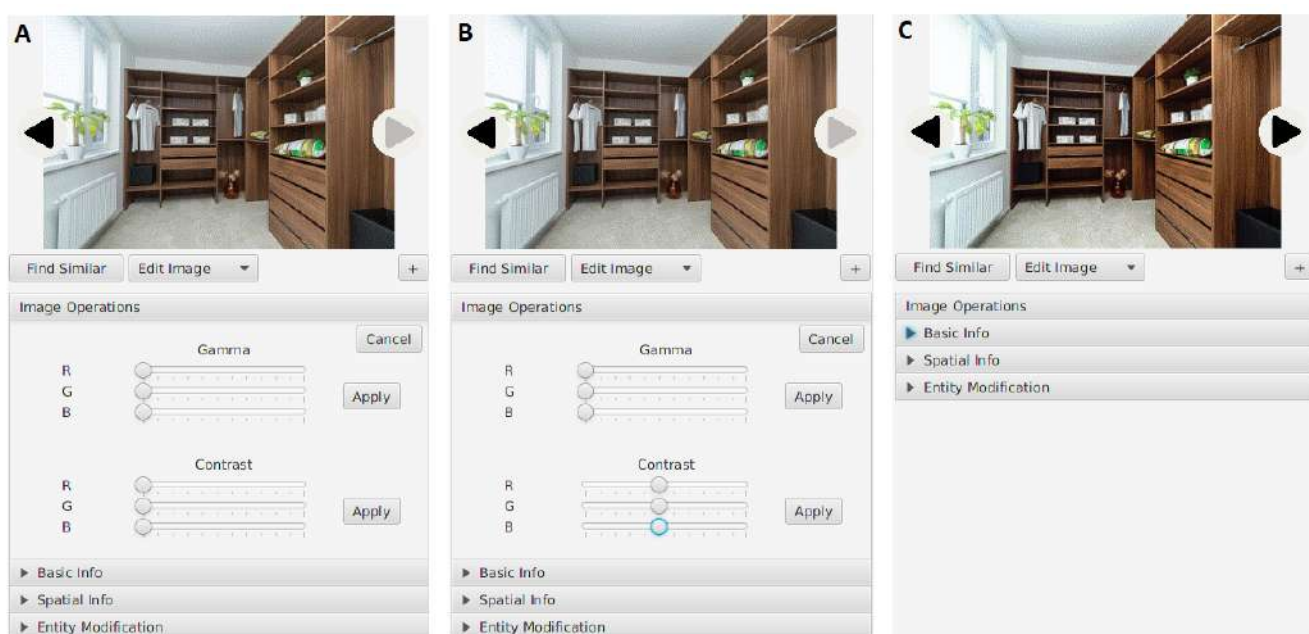 A
Find Similar Edit Image +
Image Operations
Cancel
Gamma
R
G
B
Apply
Contrast
R
G
B
Apply
Basic Info
Spatial Info
Entity Modification
B
Find Similar Edit Image +
Image Operations
Cancel
Gamma
R
G
B
Apply
Contrast
R
G
B
Apply
Basic Info
Spatial Info
Entity Modification
C
Find Similar Edit Image +
Image Operations
Basic Info
Spatial Info
Entity Modification